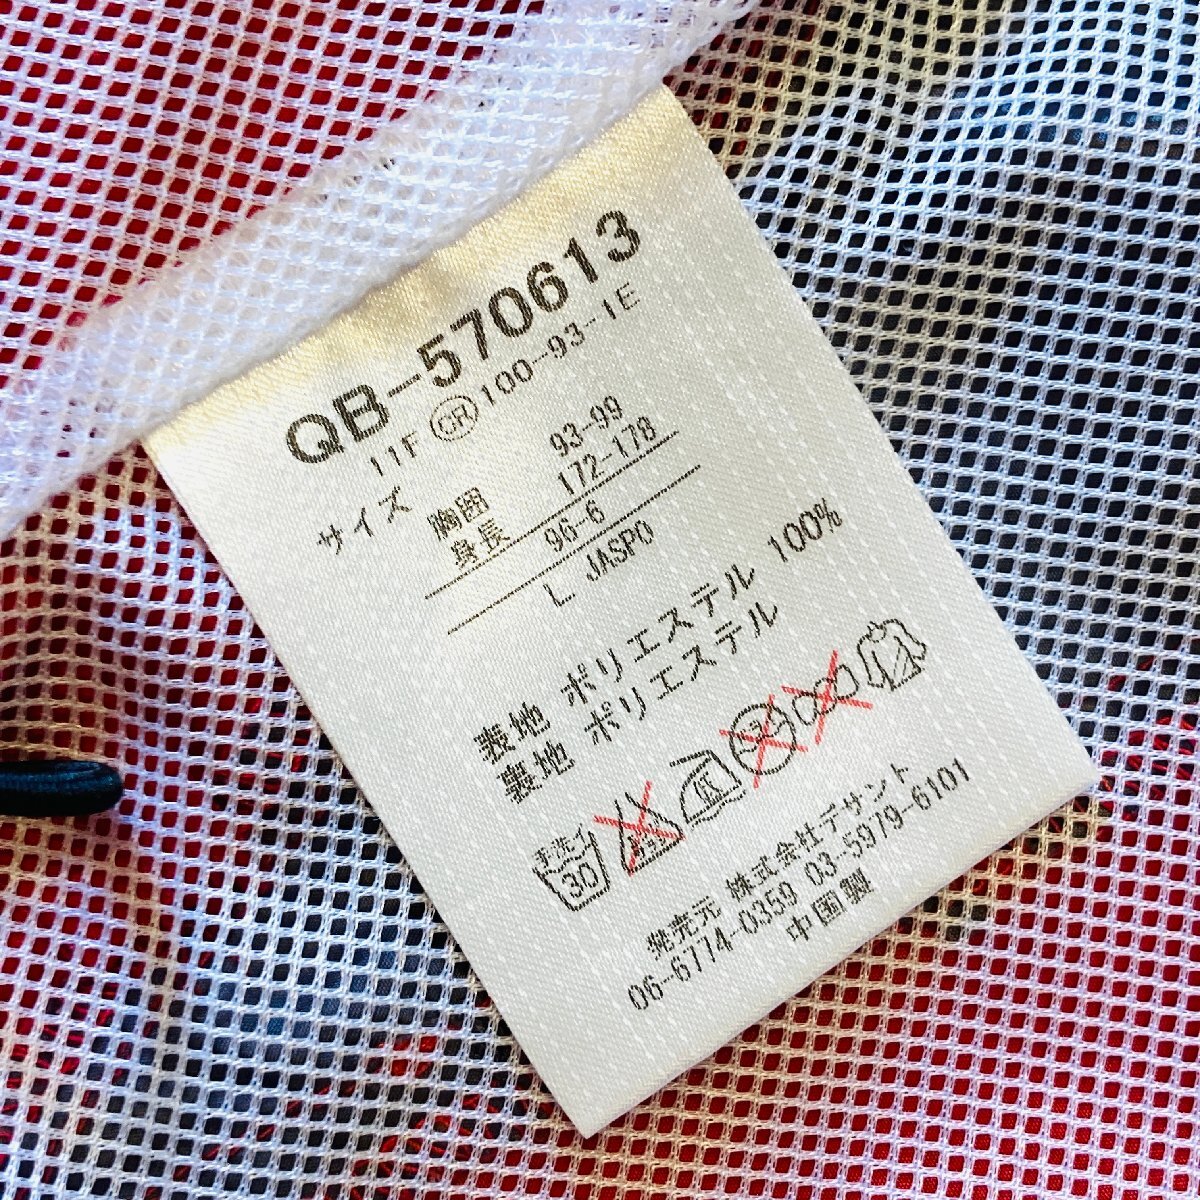 QB-570613
11F GR 100-93-1E
サイズ 胸囲 93-99
身長 172-178
96-6
L JASPO
表地 ポリエステル 100%
裏地 ポリエステル
手洗イ
30
発売元 株式会社デサント
06-6774-0359 03-5979-6101
中国製